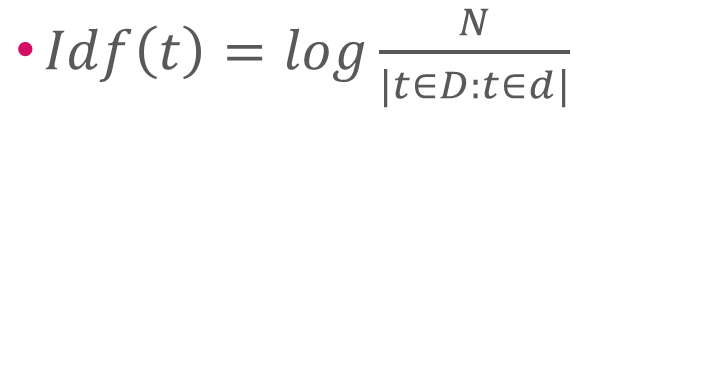 • Idf(t) = log N / |t∈D:t∈d|